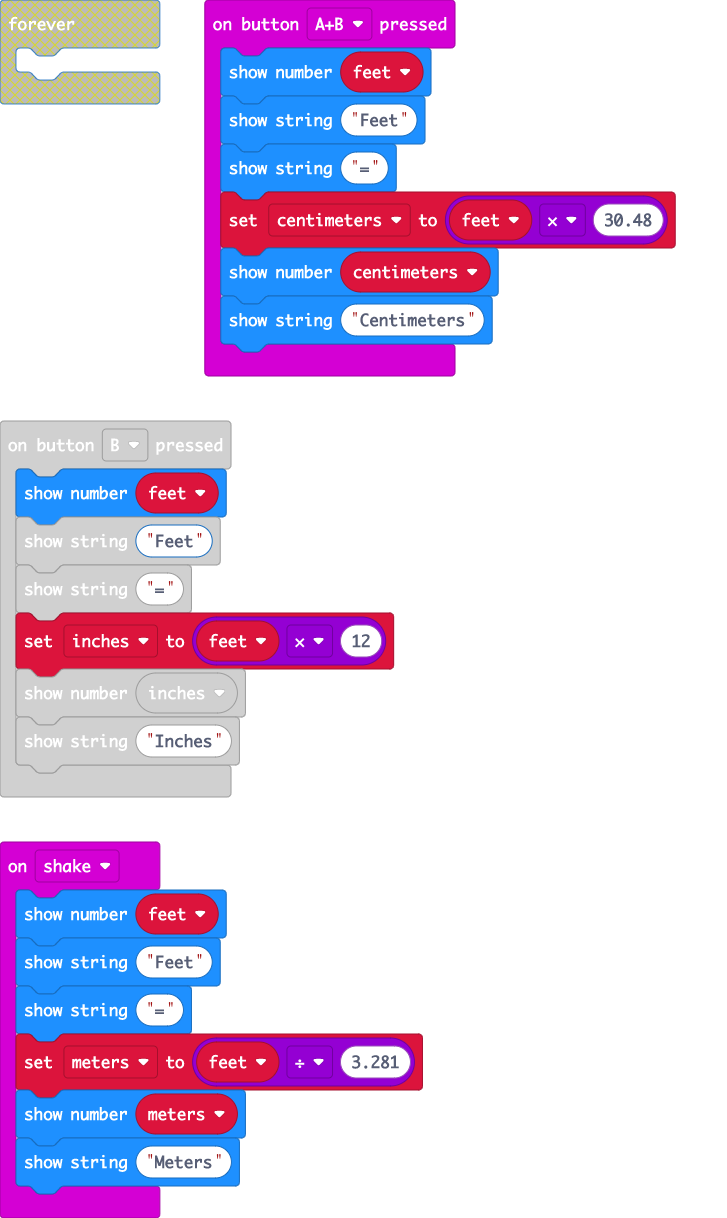 forever
on button A+B pressed
show number feet
show string "Feet"
show string "="
set centimeters to feet × 30.48
show number centimeters
show string "Centimeters"
on button B pressed
show number feet
show string "Feet"
show string "="
set inches to feet × 12
show number inches
show string "Inches"
on shake
show number feet
show string "Feet"
show string "="
set meters to feet ÷ 3.281
show number meters
show string "Meters"